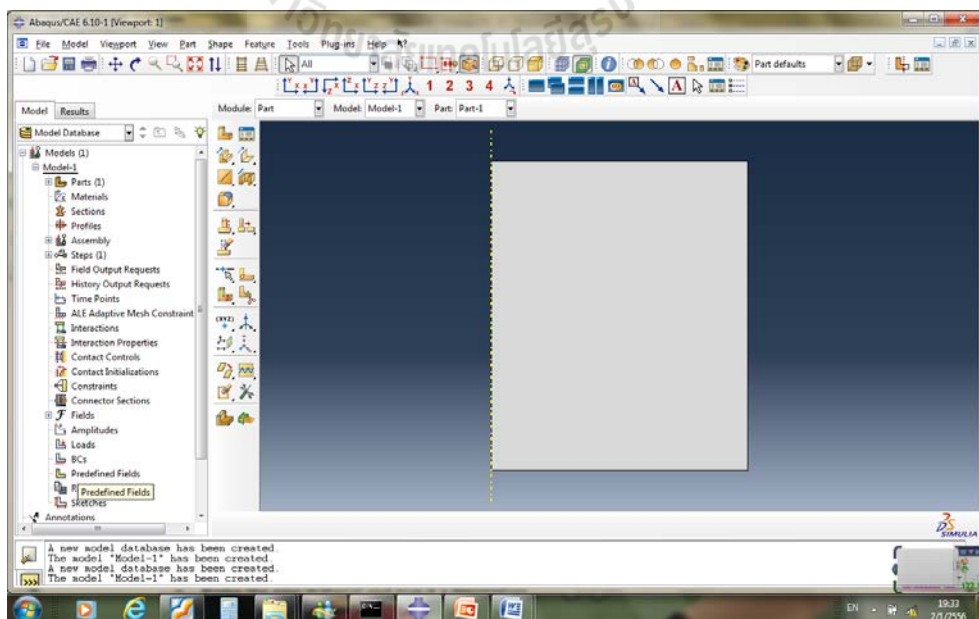 Abaqus/CAE 6.10-1 [Viewport: 1]
File Model Viewport View Part Shape Feature Tools Plug-ins Help
All
Part defaults
1 2 3 4 A
Model Results
Module: Part Model: Model-1 Part: Part-1
Model Database
Models (1)
Model-1
Parts (1)
Materials
Sections
Profiles
Assembly
Steps (1)
Field Output Requests
History Output Requests
Time Points
ALE Adaptive Mesh Constraint
Interactions
Interaction Properties
Contact Controls
Contact Initializations
Constraints
Connector Sections
Fields
Amplitudes
Loads
BCs
Predefined Fields
Predefined Fields
Sketches
Annotations
(XYZ)
SIMULIA
A new model database has been created.
The model "Model-1" has been created.
A new model database has been created.
The model "Model-1" has been created.
EN
19:33
2/1/2556